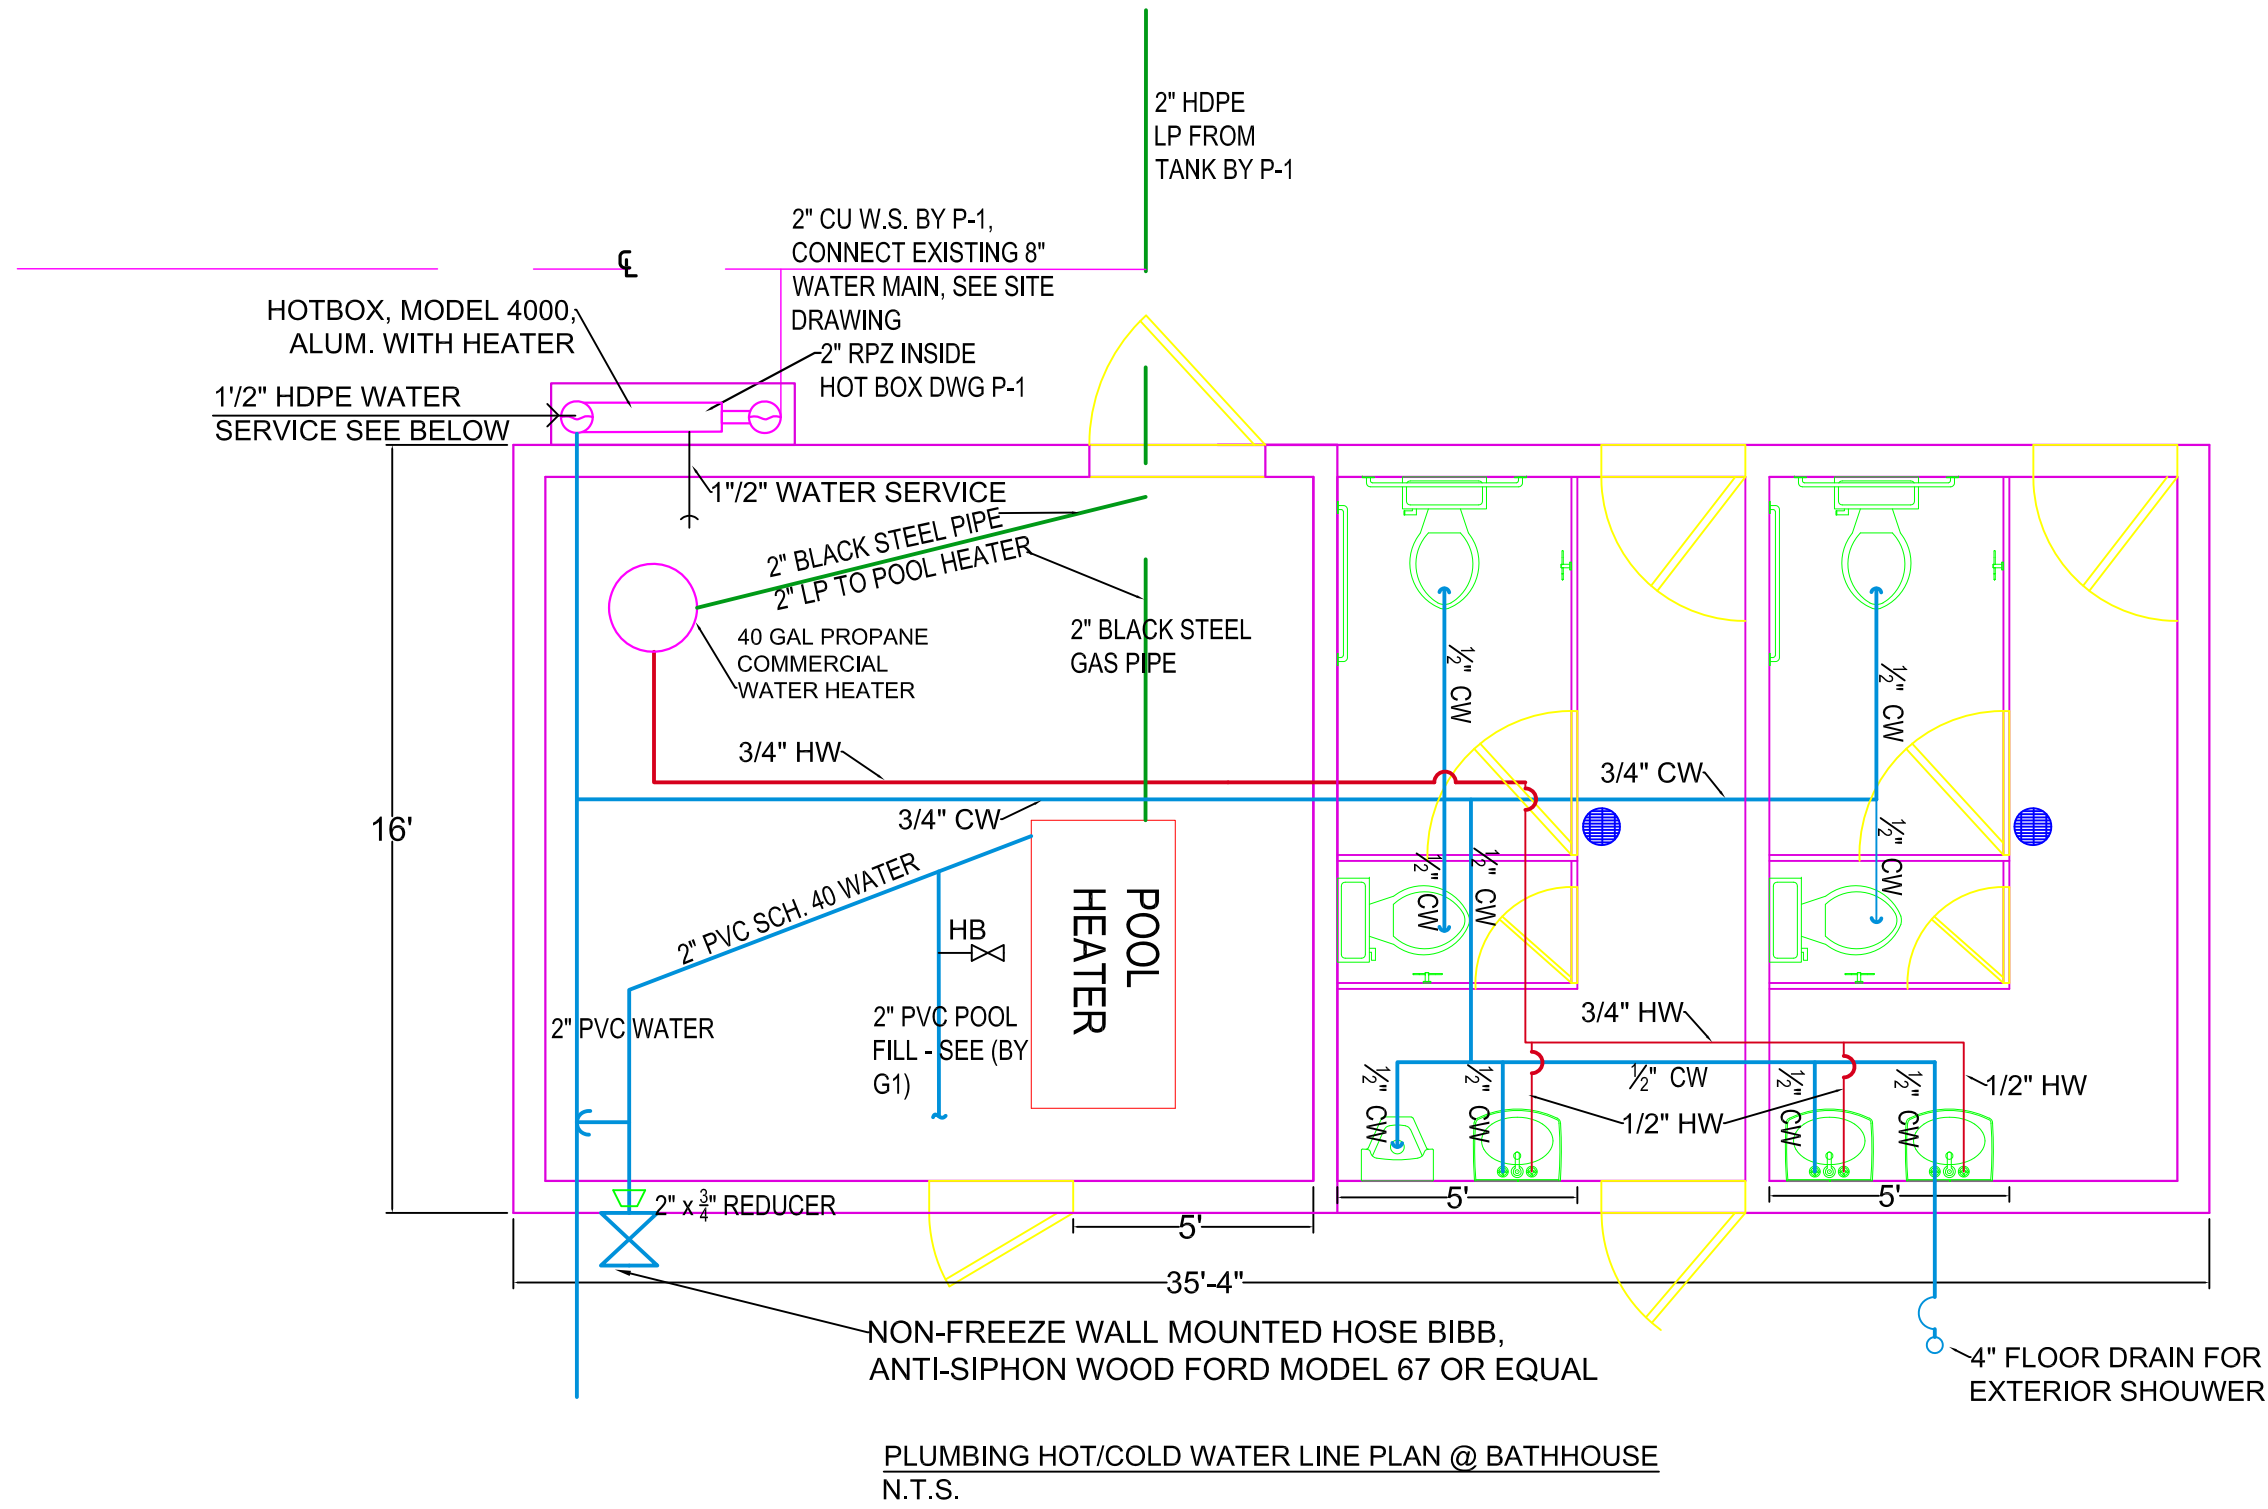 2" HDPE
LP FROM
TANK BY P-1
2" CU W.S. BY P-1,
CONNECT EXISTING 8"
WATER MAIN, SEE SITE
DRAWING
℄
HOTBOX, MODEL 4000,
ALUM. WITH HEATER
2" RPZ INSIDE
HOT BOX DWG P-1
1'/2" HDPE WATER
SERVICE SEE BELOW
1"/2" WATER SERVICE
2" BLACK STEEL PIPE
2" LP TO POOL HEATER
40 GAL PROPANE
COMMERCIAL
WATER HEATER
2" BLACK STEEL
GAS PIPE
½" CW
½" CW
3/4" HW
3/4" CW
3/4" CW
16'
½" CW
½" CW
½" CW
2" PVC SCH. 40 WATER
HB
POOL
HEATER
2" PVC WATER
2" PVC POOL
FILL - SEE (BY
G1)
3/4" HW
½" CW
½" CW
½" CW
½" CW
½" CW
1/2" HW
1/2" HW
2" x ¾" REDUCER
5'
5'
5'
35'-4"
NON-FREEZE WALL MOUNTED HOSE BIBB,
ANTI-SIPHON WOOD FORD MODEL 67 OR EQUAL
4" FLOOR DRAIN FOR
EXTERIOR SHOUWER
PLUMBING HOT/COLD WATER LINE PLAN @ BATHHOUSE
N.T.S.